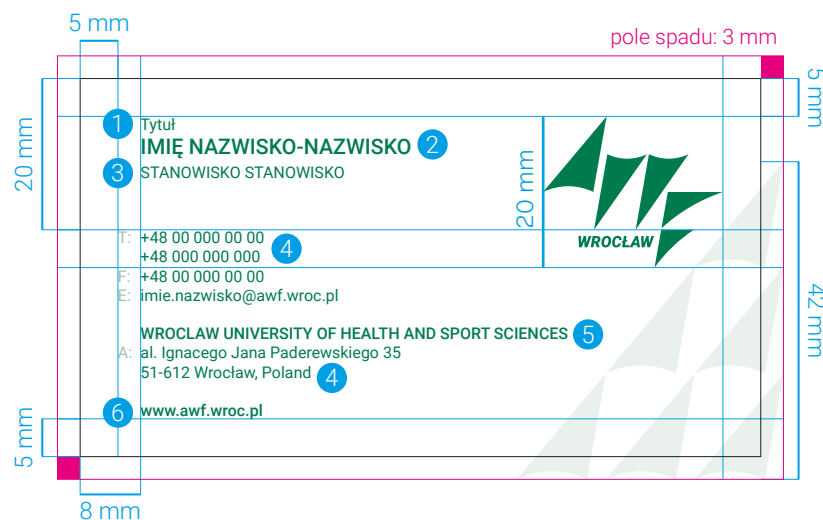 5 mm
pole spadu: 3 mm
5 mm
20 mm
1 Tytuł
IMIĘ NAZWISKO-NAZWISKO 2
3 STANOWISKO STANOWISKO
20 mm
WROCŁAW
T: +48 00 000 00 00
+48 000 000 000 4
F: +48 00 000 00 00
E: imie.nazwisko@awf.wroc.pl
42 mm
WROCLAW UNIVERSITY OF HEALTH AND SPORT SCIENCES 5
A: al. Ignacego Jana Paderewskiego 35
51-612 Wrocław, Poland 4
6 www.awf.wroc.pl
5 mm
8 mm